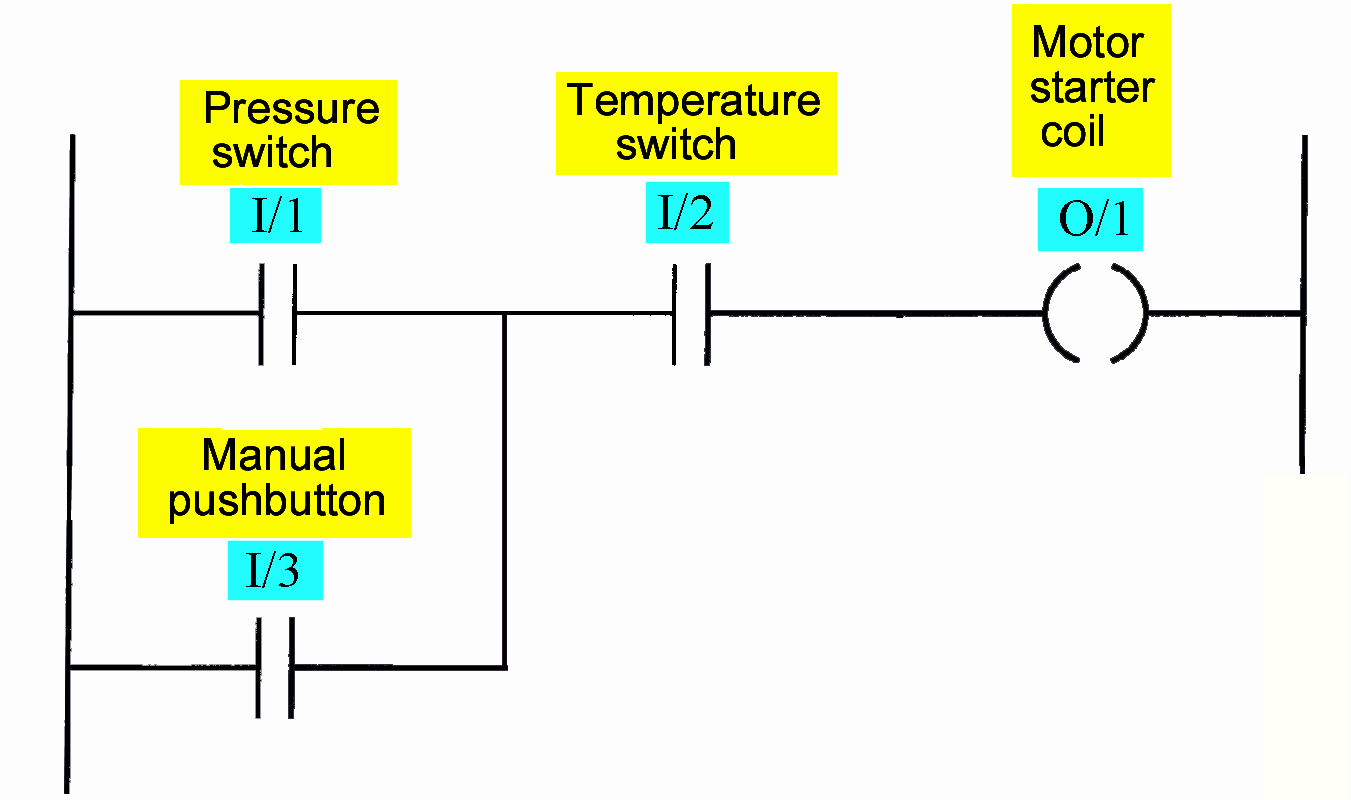 Pressure
switch
I/1
Temperature
switch
I/2
Motor
starter
coil
O/1
Manual
pushbutton
I/3